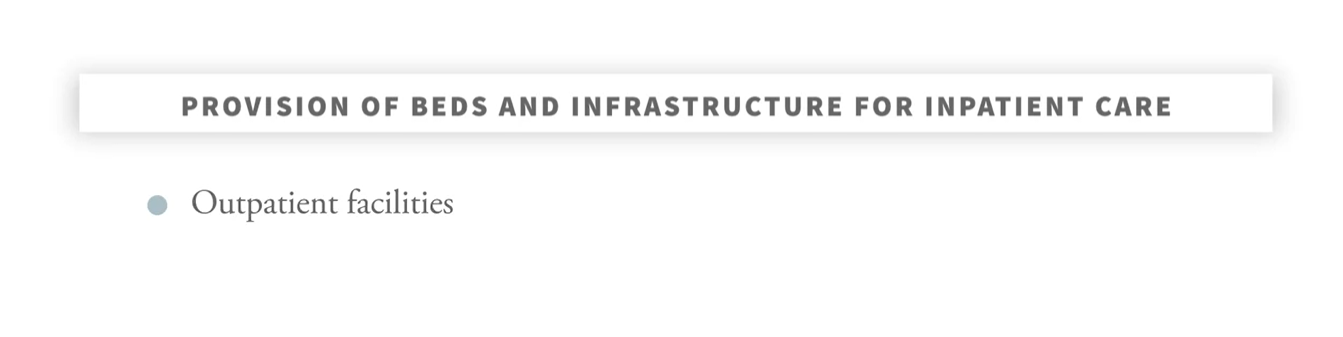 PROVISION OF BEDS AND INFRASTRUCTURE FOR INPATIENT CARE
Outpatient facilities